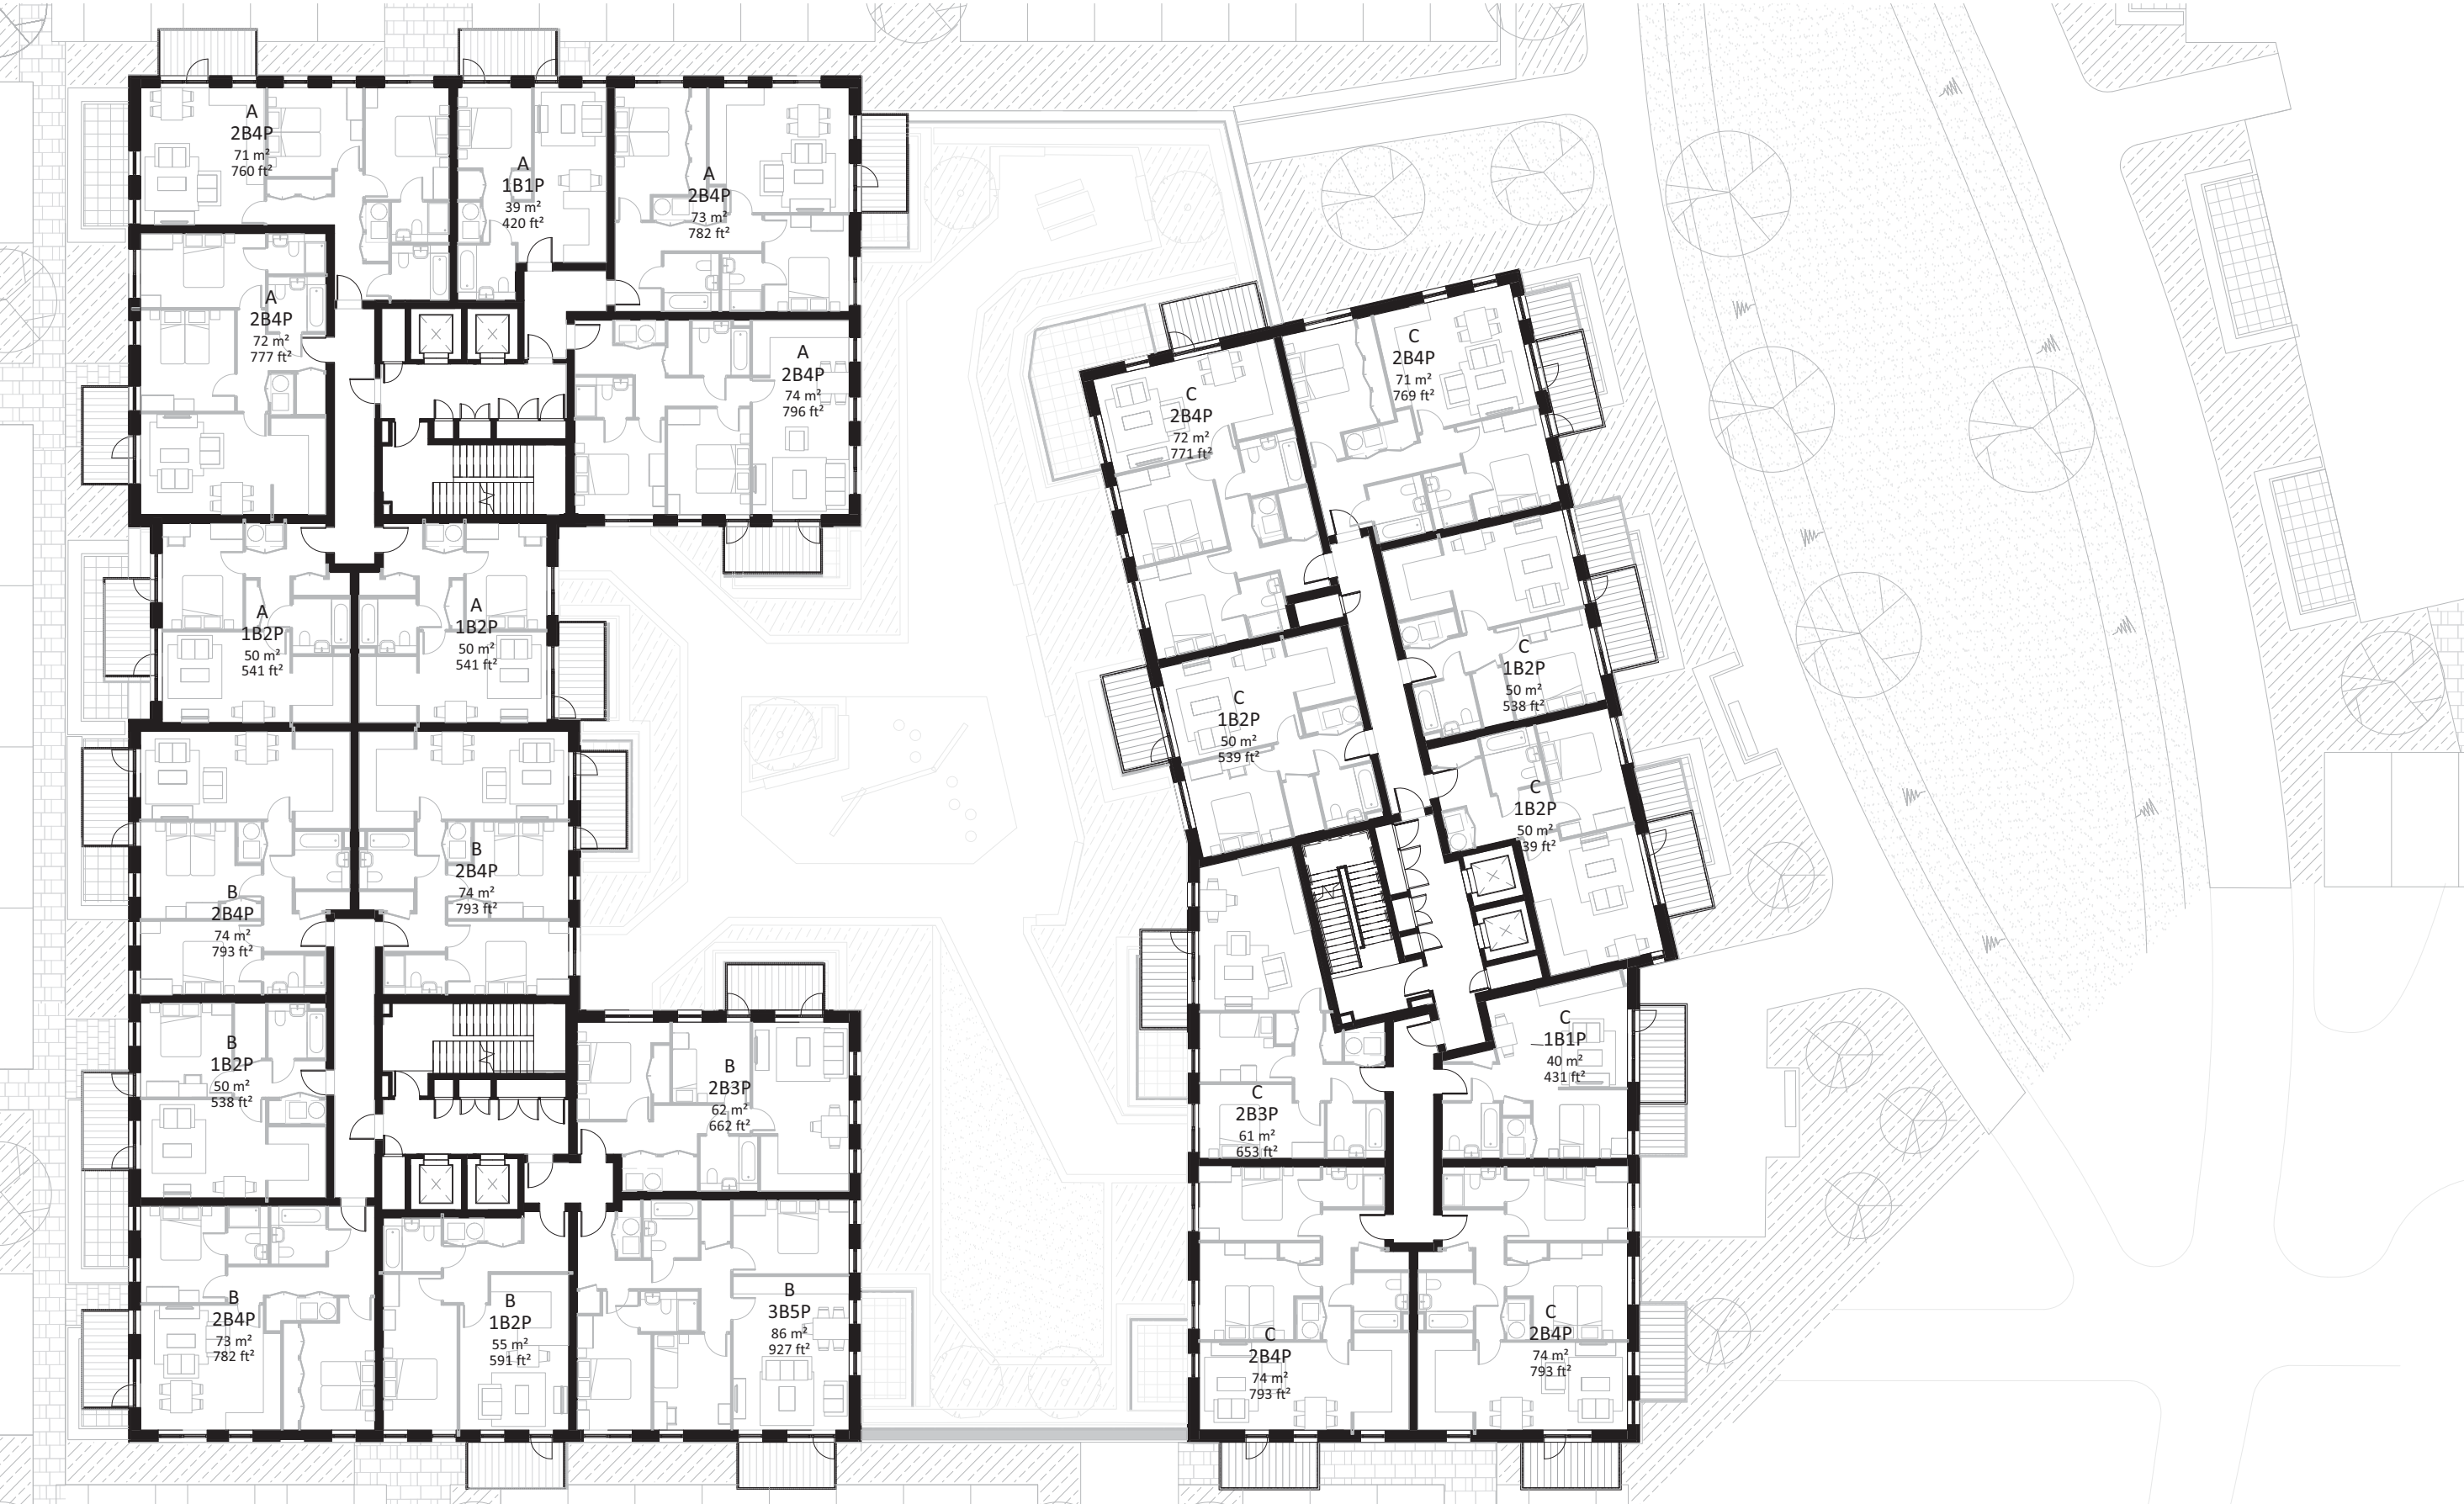 A
2B4P
71 m²
760 ft²
A
1B1P
39 m²
420 ft²
A
2B4P
73 m²
782 ft²
A
2B4P
72 m²
777 ft²
A
2B4P
74 m²
796 ft²
A
1B2P
50 m²
541 ft²
A
1B2P
50 m²
541 ft²
B
2B4P
74 m²
793 ft²
B
2B4P
74 m²
793 ft²
B
1B2P
50 m²
538 ft²
B
2B3P
62 m²
662 ft²
B
2B4P
73 m²
782 ft²
B
1B2P
55 m²
591 ft²
B
3B5P
86 m²
927 ft²
C
2B4P
71 m²
769 ft²
C
2B4P
72 m²
771 ft²
C
1B2P
50 m²
538 ft²
C
1B2P
50 m²
539 ft²
C
1B2P
50 m²
39 ft²
C
1B1P
40 m²
431 ft²
C
2B3P
61 m²
653 ft²
C
2B4P
74 m²
793 ft²
C
2B4P
74 m²
793 ft²